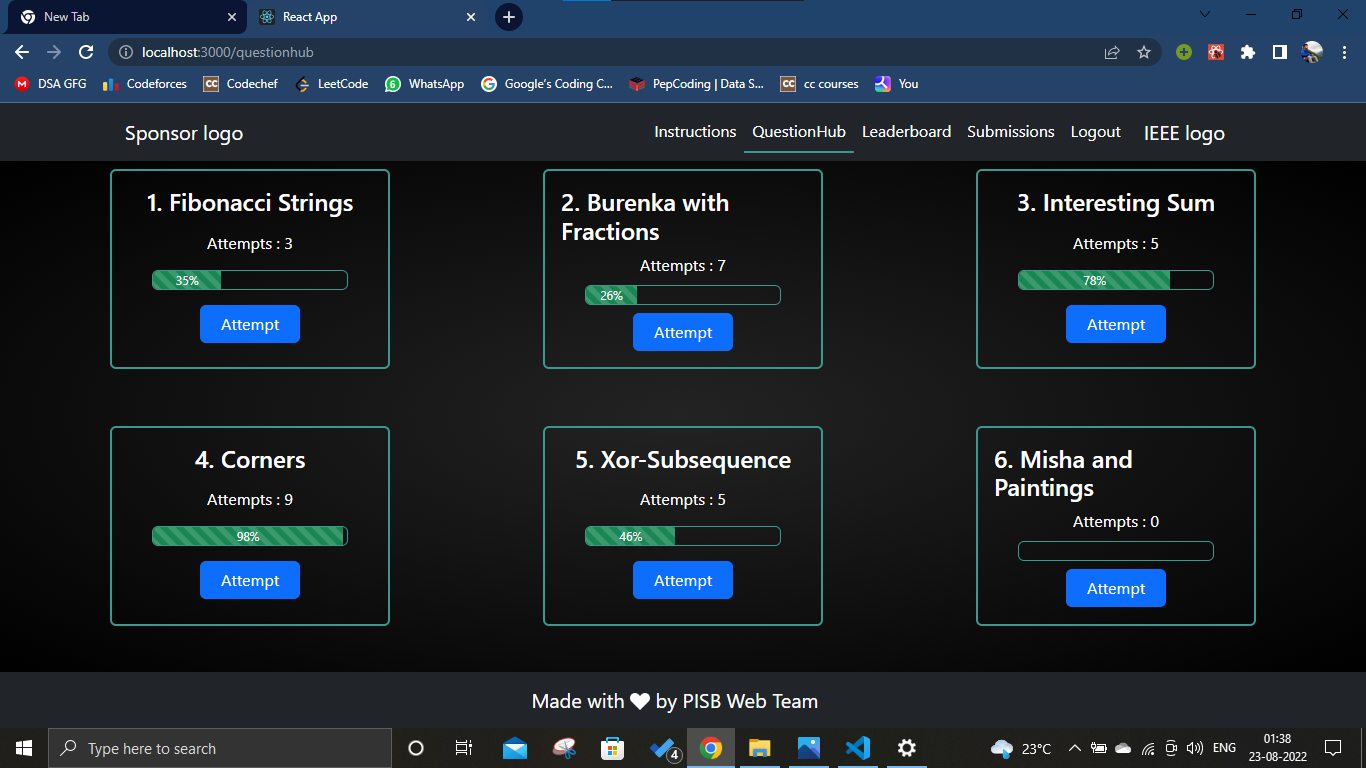 New Tab
React App
localhost:3000/questionhub
DSA GFG
Codeforces
Codechef
LeetCode
6
WhatsApp
Google's Coding C...
PepCoding | Data S...
cc courses
You
Sponsor logo
Instructions
QuestionHub
Leaderboard
Submissions
Logout
IEEE logo
1. Fibonacci Strings
Attempts : 3
35%
Attempt
2. Burenka with
Fractions
Attempts : 7
26%
Attempt
3. Interesting Sum
Attempts : 5
78%
Attempt
4. Corners
Attempts : 9
98%
Attempt
5. Xor-Subsequence
Attempts : 5
46%
Attempt
6. Misha and
Paintings
Attempts : 0
Attempt
Made with ♥ by PISB Web Team
Type here to search
4
23°C
ENG
01:38
23-08-2022